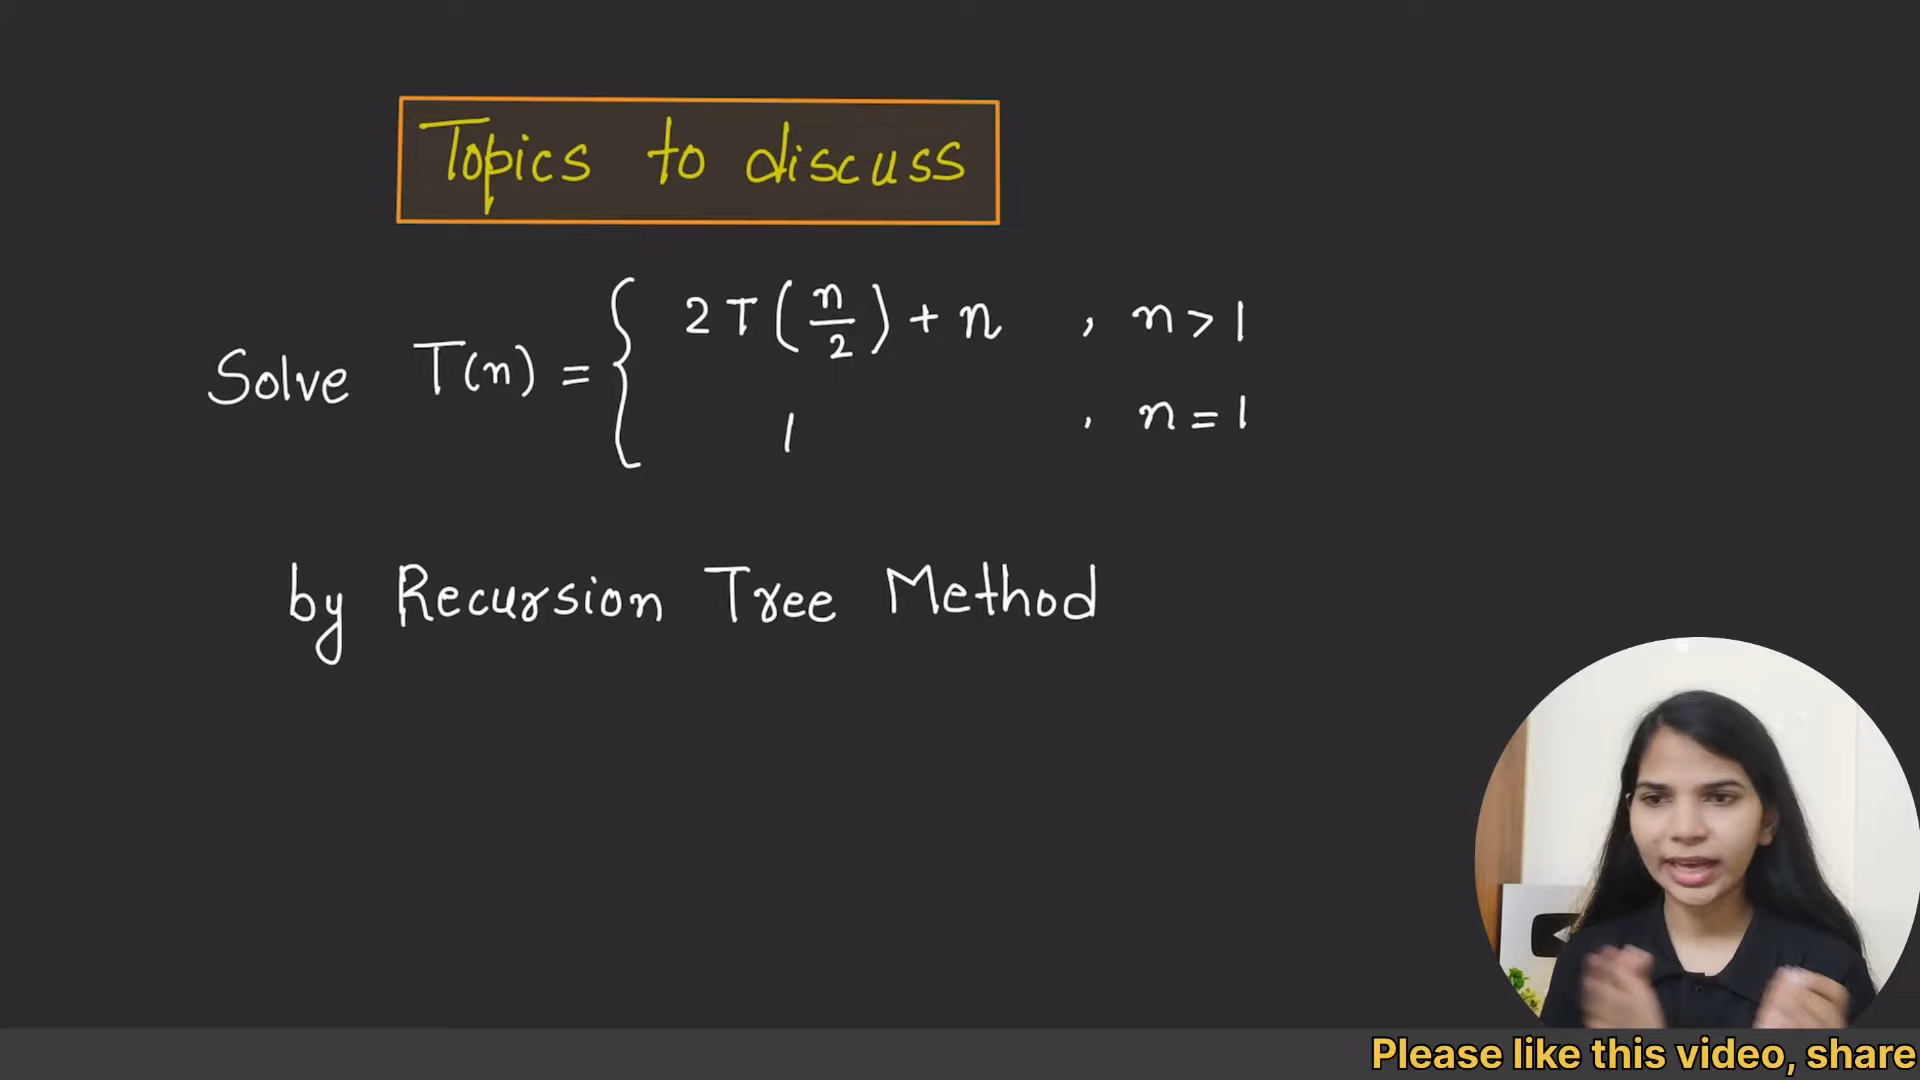 Topics to discuss
Solve T(n) = { 2T(n/2) + n , n > 1
1 , n = 1
by Recursion Tree Method
Please like this video, share